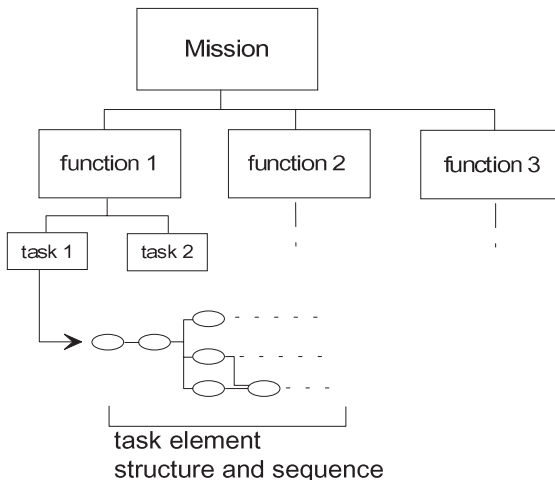 Mission
function 1
function 2
function 3
task 1
task 2
task element
structure and sequence